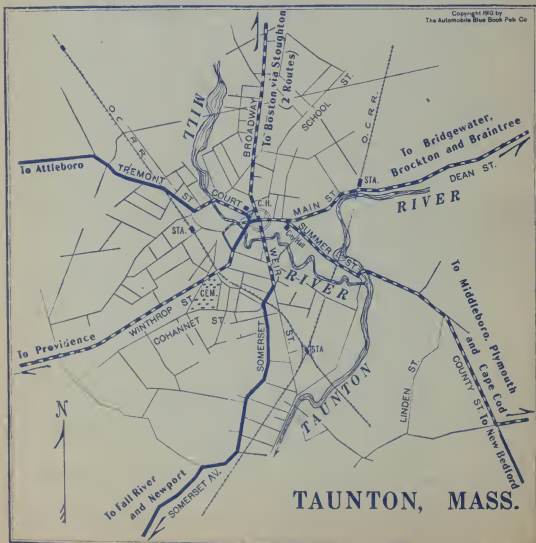 Copyright 1910 by
The Automobile Blue Book Pub Co
O.C.R.R.
MILL
BROADWAY
To Boston via Stoughton
(2 Routes)
SCHOOL ST.
O.C.R.R.
To Bridgewater,
Brockton and Braintree
To Attleboro
TREMONT ST
COURT
C.H.
MAIN ST.
STA.
DEAN ST.
RIVER
STA.
City Hall
SUMMER ST.
WEIR
RIVER
CEM.
WINTHROP ST.
COHANNET ST.
To Providence
SOMERSET
ST.
STA
TAUNTON
LINDEN ST.
COUNTY ST.
To Middleboro, Plymouth
and Cape Cod
To New Bedford
N
To Fall River
and Newport
SOMERSET AV.
TAUNTON, MASS.